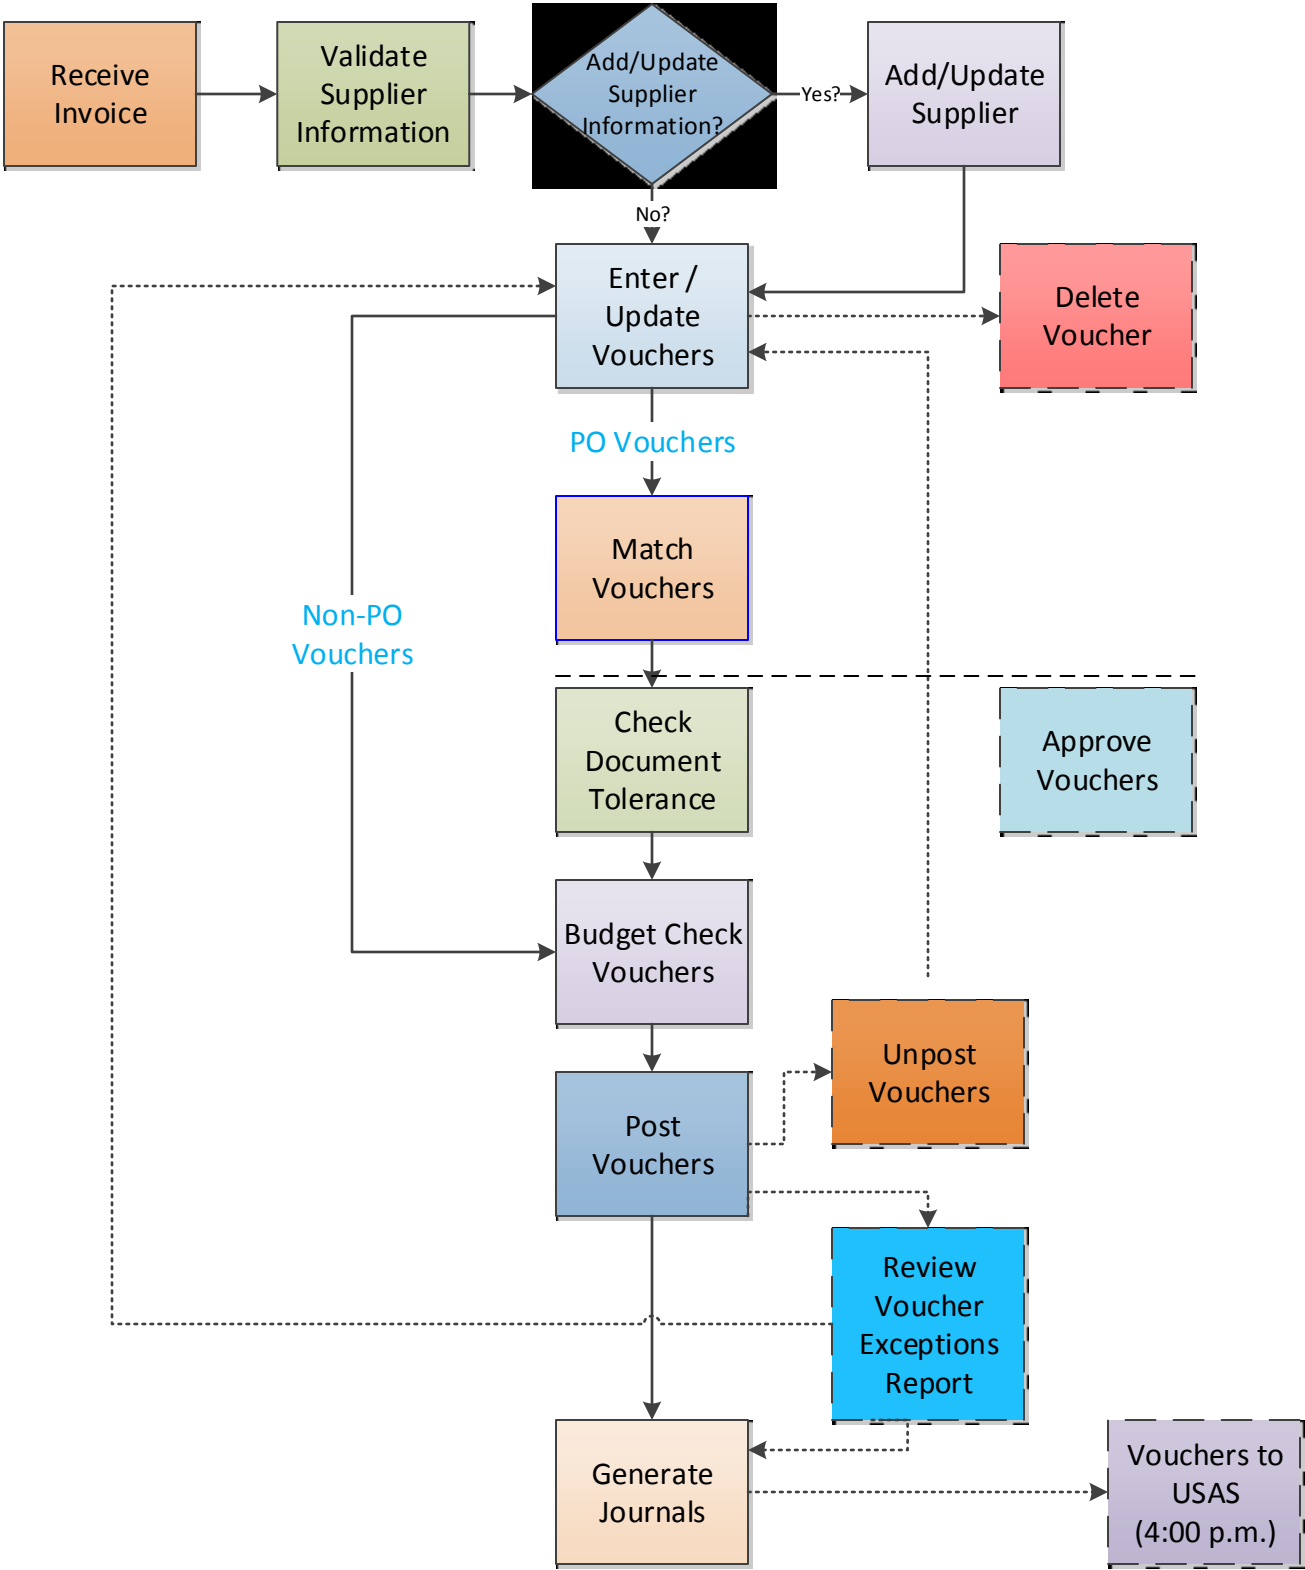 Receive
Invoice
Validate
Supplier
Information
Add/Update
Supplier
Information?
Yes?
Add/Update
Supplier
No?
Enter /
Update
Vouchers
Delete
Voucher
PO Vouchers
Match
Vouchers
Non-PO
Vouchers
Check
Document
Tolerance
Approve
Vouchers
Budget Check
Vouchers
Unpost
Vouchers
Post
Vouchers
Review
Voucher
Exceptions
Report
Generate
Journals
Vouchers to
USAS
(4:00 p.m.)